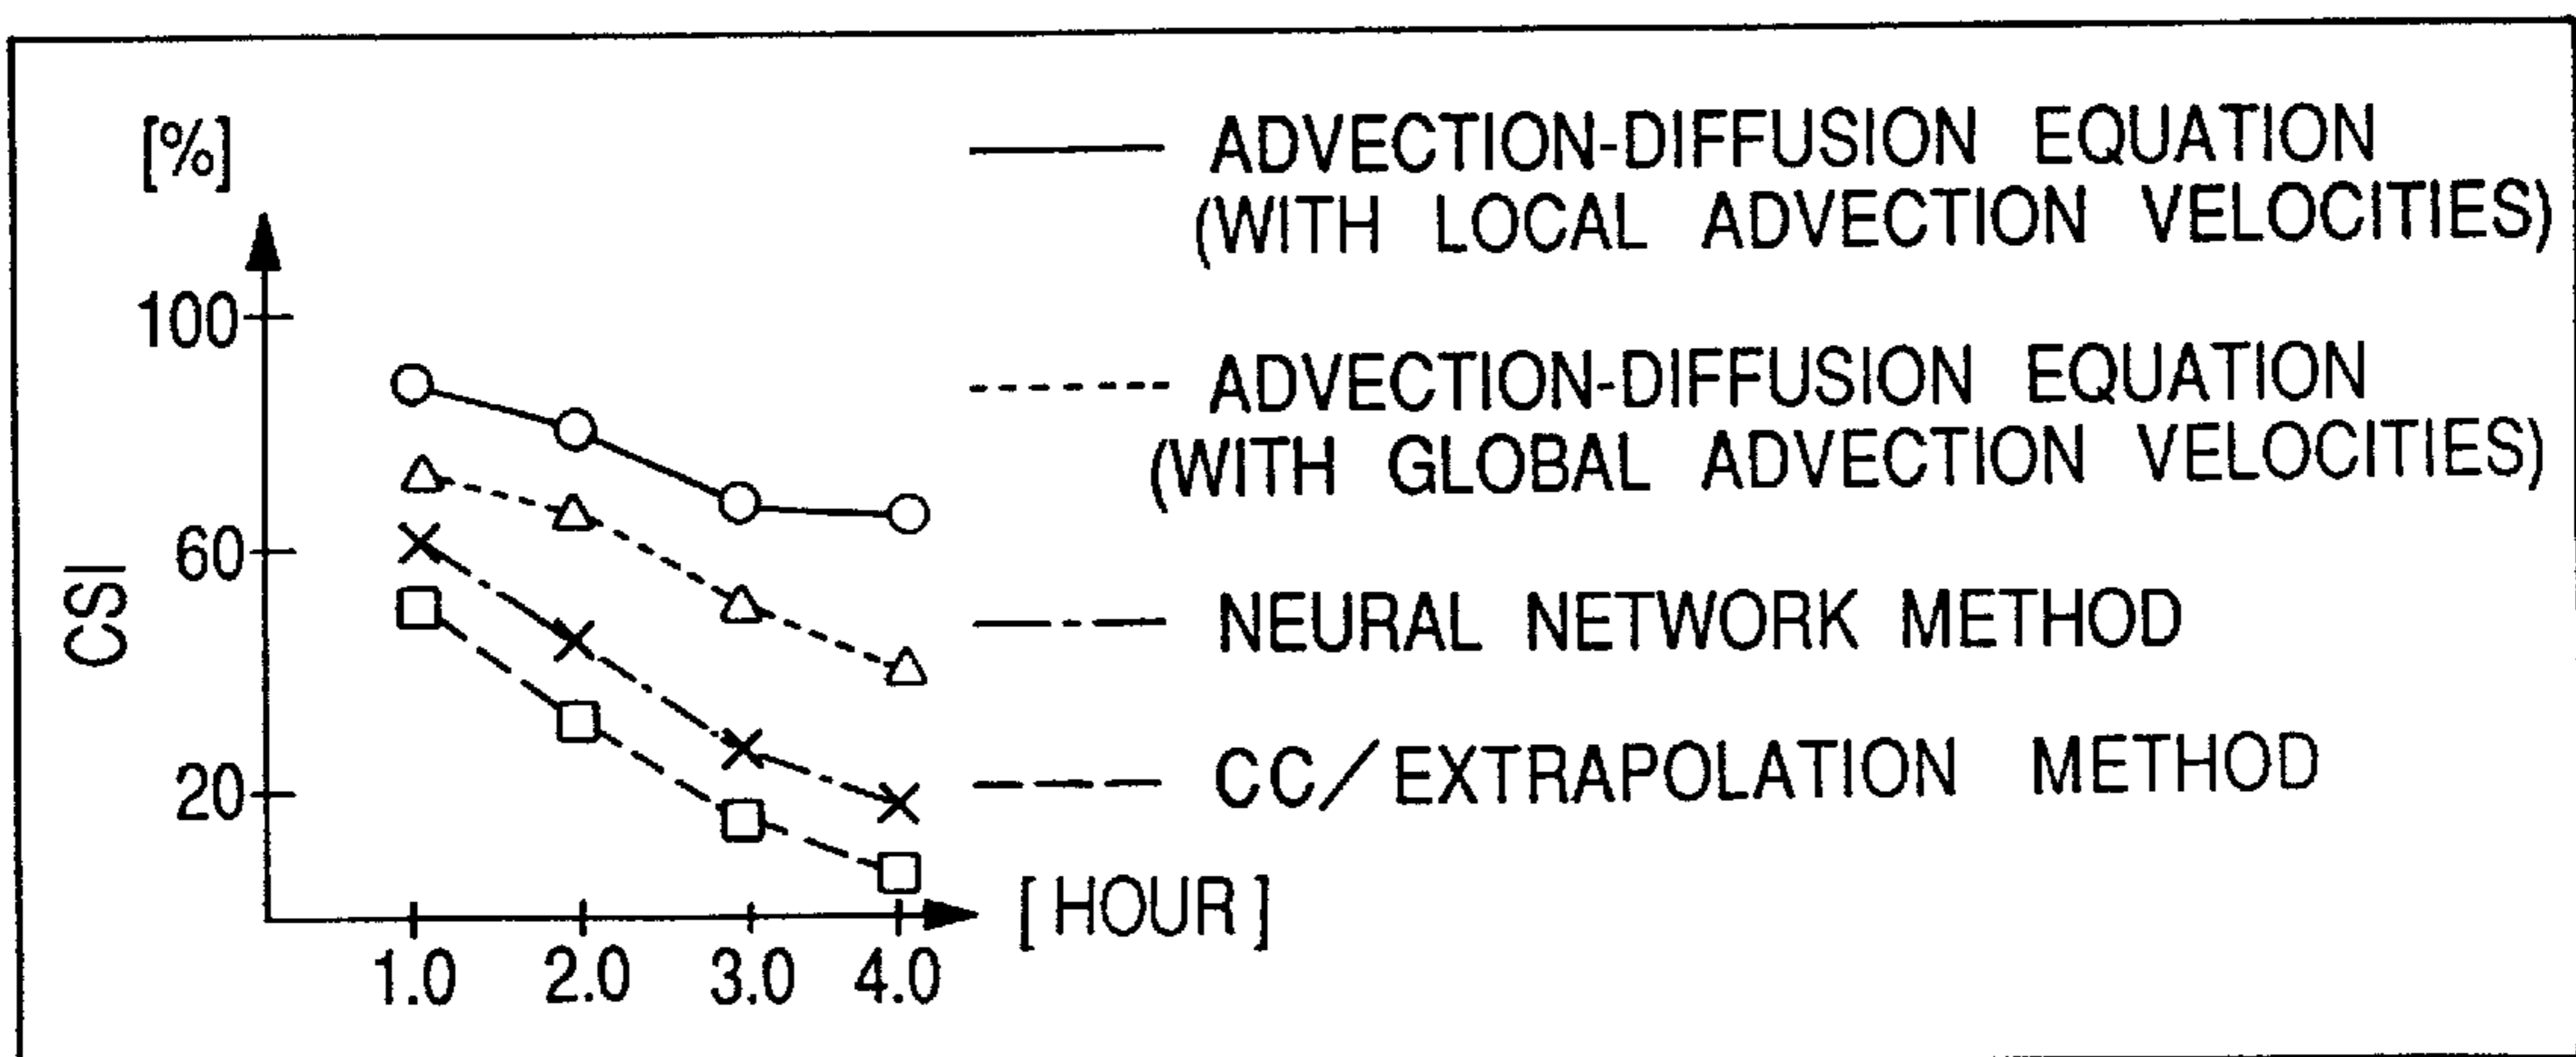 [%]
100
60
20
CSI
1.0 2.0 3.0 4.0
[ HOUR ]
ADVECTION-DIFFUSION EQUATION
(WITH LOCAL ADVECTION VELOCITIES)
ADVECTION-DIFFUSION EQUATION
(WITH GLOBAL ADVECTION VELOCITIES)
NEURAL NETWORK METHOD
CC/EXTRAPOLATION METHOD